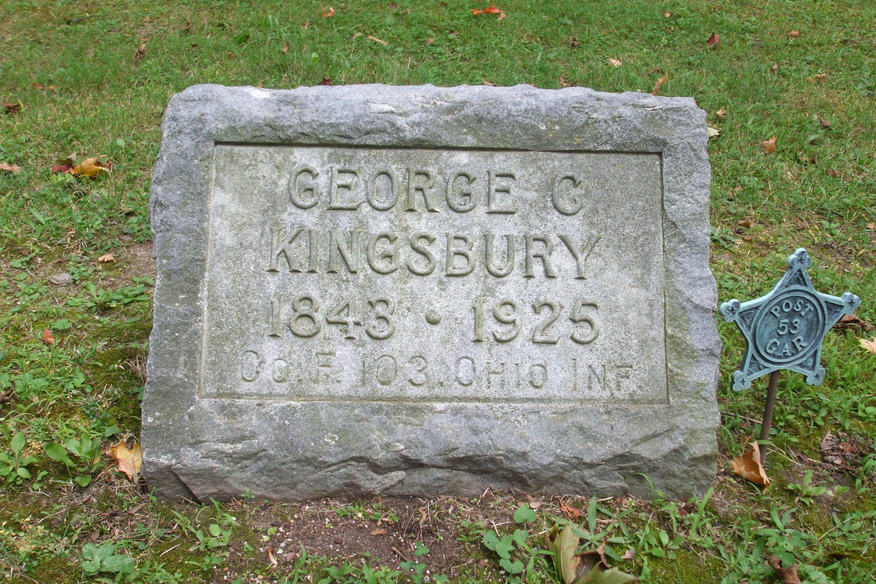 GEORGE C
KINGSBURY
1843 • 1925
CO. F. 103. OHIO INF
POST
53
GAR